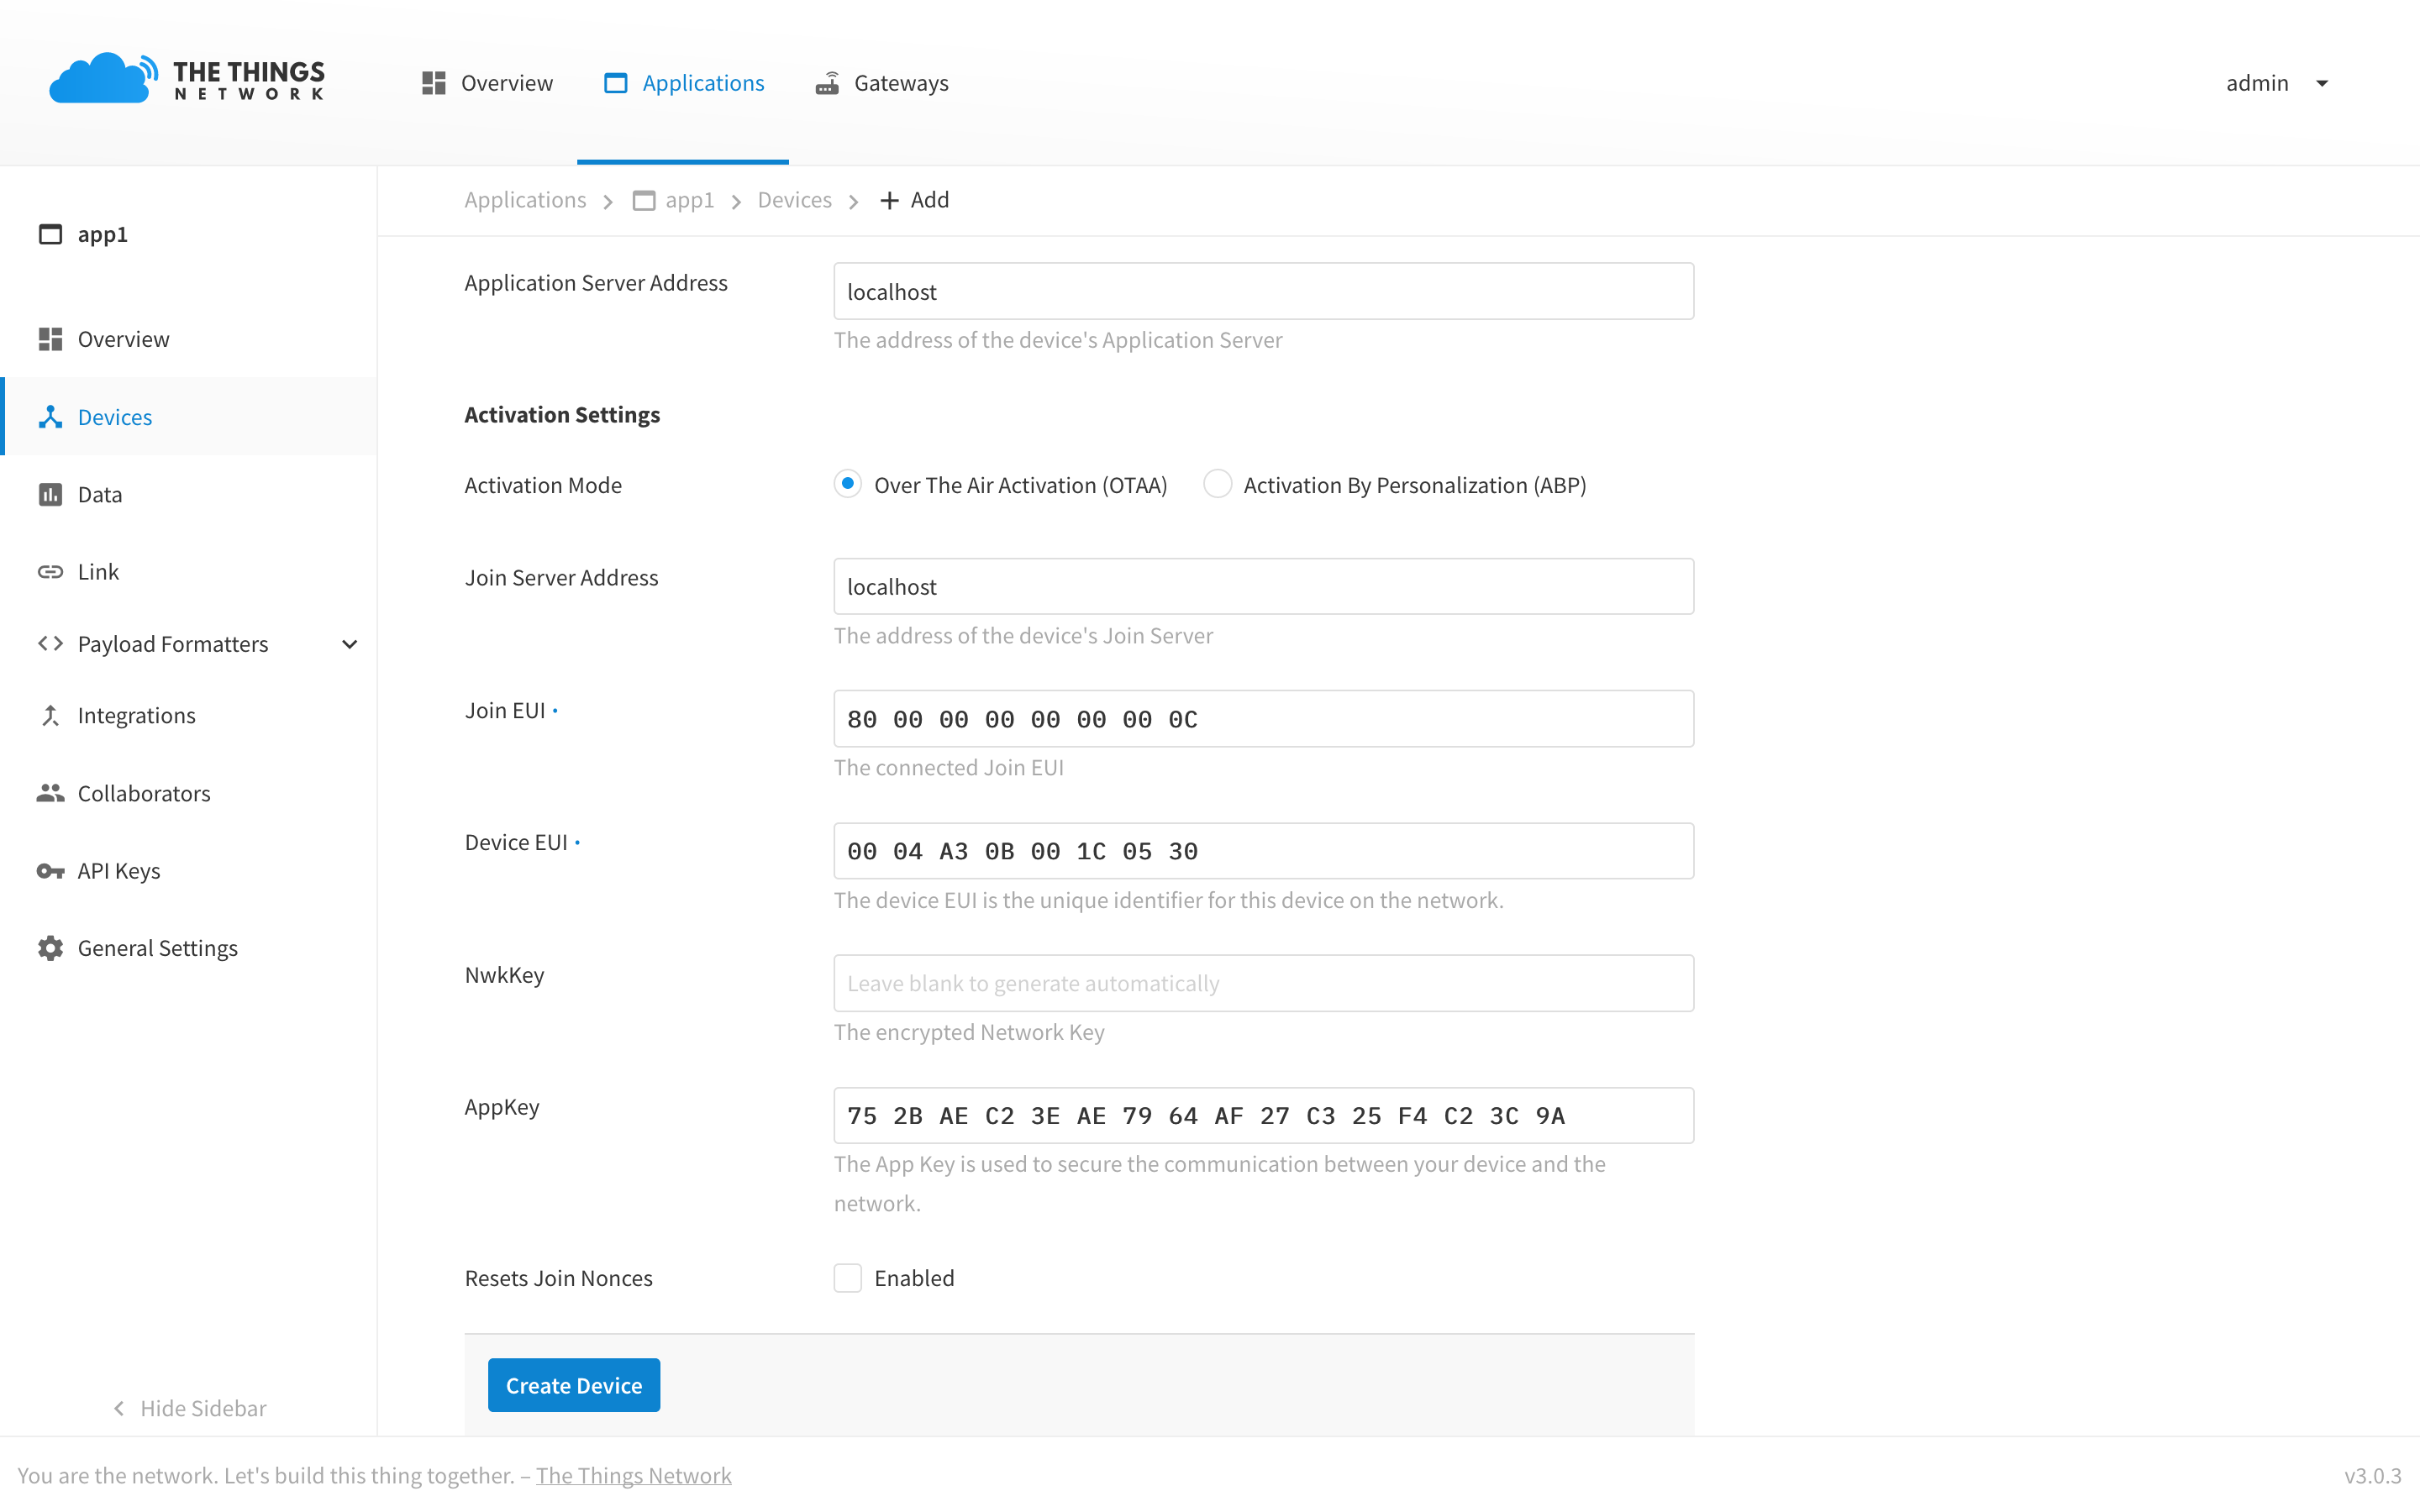 THE THINGS
NETWORK
Overview
Applications
Gateways
admin
app1
Overview
Devices
Data
Link
Payload Formatters
Integrations
Collaborators
API Keys
General Settings
Hide Sidebar
Applications > app1 > Devices > + Add
Application Server Address
localhost
The address of the device's Application Server
Activation Settings
Activation Mode
Over The Air Activation (OTAA)
Activation By Personalization (ABP)
Join Server Address
localhost
The address of the device's Join Server
Join EUI •
80 00 00 00 00 00 00 0C
The connected Join EUI
Device EUI •
00 04 A3 0B 00 1C 05 30
The device EUI is the unique identifier for this device on the network.
NwkKey
Leave blank to generate automatically
The encrypted Network Key
AppKey
75 2B AE C2 3E AE 79 64 AF 27 C3 25 F4 C2 3C 9A
The App Key is used to secure the communication between your device and the
network.
Resets Join Nonces
Enabled
Create Device
You are the network. Let's build this thing together. – The Things Network
v3.0.3